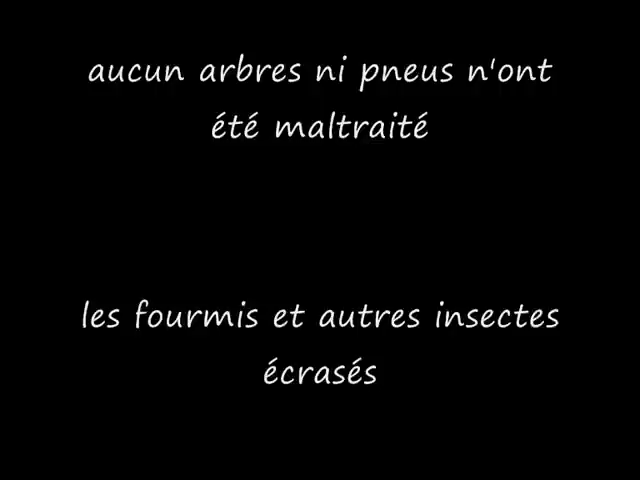 aucun arbres ni pneus n'ont
été maltraité
les fourmis et autres insectes
écrasés